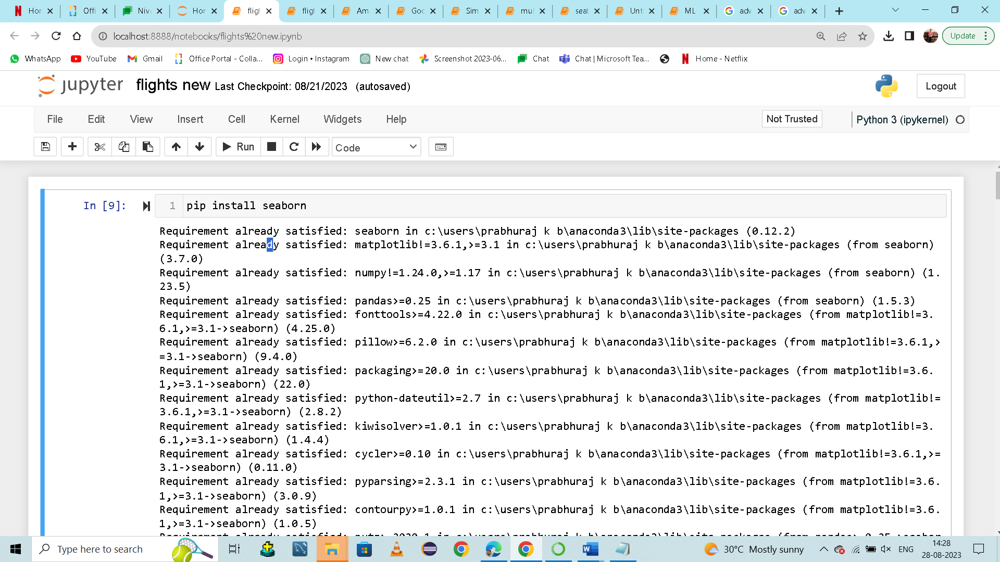 Hor
Offi
Niv
Hor
fligh
fligh
Am
Goo
Sim
mul
seab
Unti
ML
adv
adv
localhost:8888/notebooks/flights%20new.ipynb
Update
WhatsApp
YouTube
Gmail
Office Portal - Colla...
Login • Instagram
New chat
Screenshot 2023-06...
Chat
Chat | Microsoft Tea...
Home - Netflix
jupyter flights new Last Checkpoint: 08/21/2023 (autosaved)
Logout
File Edit View Insert Cell Kernel Widgets Help
Not Trusted
Python 3 (ipykernel)
Run
Code
In [9]:
1 pip install seaborn
Requirement already satisfied: seaborn in c:\users\prabhuraj k b\anaconda3\lib\site-packages (0.12.2)
Requirement already satisfied: matplotlib!=3.6.1,>=3.1 in c:\users\prabhuraj k b\anaconda3\lib\site-packages (from seaborn)
(3.7.0)
Requirement already satisfied: numpy!=1.24.0,>=1.17 in c:\users\prabhuraj k b\anaconda3\lib\site-packages (from seaborn) (1.
23.5)
Requirement already satisfied: pandas>=0.25 in c:\users\prabhuraj k b\anaconda3\lib\site-packages (from seaborn) (1.5.3)
Requirement already satisfied: fonttools>=4.22.0 in c:\users\prabhuraj k b\anaconda3\lib\site-packages (from matplotlib!=3.
6.1,>=3.1->seaborn) (4.25.0)
Requirement already satisfied: pillow>=6.2.0 in c:\users\prabhuraj k b\anaconda3\lib\site-packages (from matplotlib!=3.6.1,>
=3.1->seaborn) (9.4.0)
Requirement already satisfied: packaging>=20.0 in c:\users\prabhuraj k b\anaconda3\lib\site-packages (from matplotlib!=3.6.
1,>=3.1->seaborn) (22.0)
Requirement already satisfied: python-dateutil>=2.7 in c:\users\prabhuraj k b\anaconda3\lib\site-packages (from matplotlib!=
3.6.1,>=3.1->seaborn) (2.8.2)
Requirement already satisfied: kiwisolver>=1.0.1 in c:\users\prabhuraj k b\anaconda3\lib\site-packages (from matplotlib!=3.
6.1,>=3.1->seaborn) (1.4.4)
Requirement already satisfied: cycler>=0.10 in c:\users\prabhuraj k b\anaconda3\lib\site-packages (from matplotlib!=3.6.1,>=
3.1->seaborn) (0.11.0)
Requirement already satisfied: pyparsing>=2.3.1 in c:\users\prabhuraj k b\anaconda3\lib\site-packages (from matplotlib!=3.6.
1,>=3.1->seaborn) (3.0.9)
Requirement already satisfied: contourpy>=1.0.1 in c:\users\prabhuraj k b\anaconda3\lib\site-packages (from matplotlib!=3.6.
1,>=3.1->seaborn) (1.0.5)
Type here to search
30°C Mostly sunny
ENG
14:28
28-08-2023